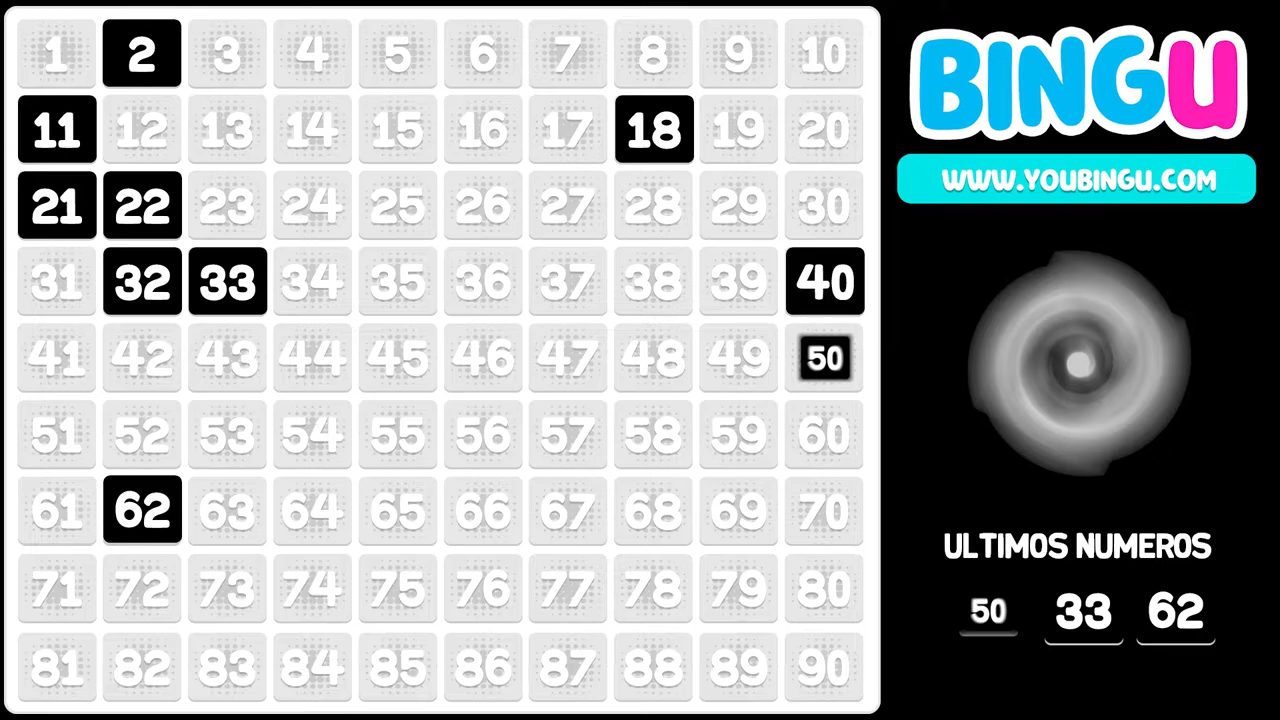 1 2 3 4 5 6 7 8 9 10
11 12 13 14 15 16 17 18 19 20
21 22 23 24 25 26 27 28 29 30
31 32 33 34 35 36 37 38 39 40
41 42 43 44 45 46 47 48 49 50
51 52 53 54 55 56 57 58 59 60
61 62 63 64 65 66 67 68 69 70
71 72 73 74 75 76 77 78 79 80
81 82 83 84 85 86 87 88 89 90
BINGU
WWW.YOUBINGU.COM
ULTIMOS NUMEROS
50 33 62